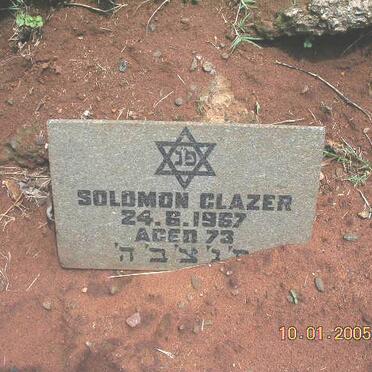 פ״נ
SOLOMON GLAZER
24.6.1967
AGED 73
ת' נ' צ' ב' ה'
10.01.2005